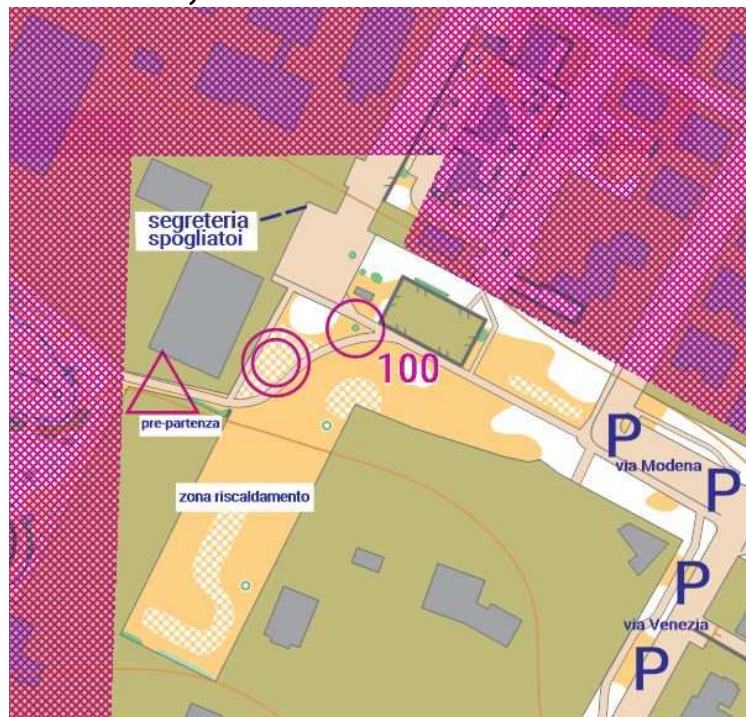 segreteria
spogliatoi
100
pre-partenza
P
via Modena
P
zona riscaldamento
P
via Venezia
P